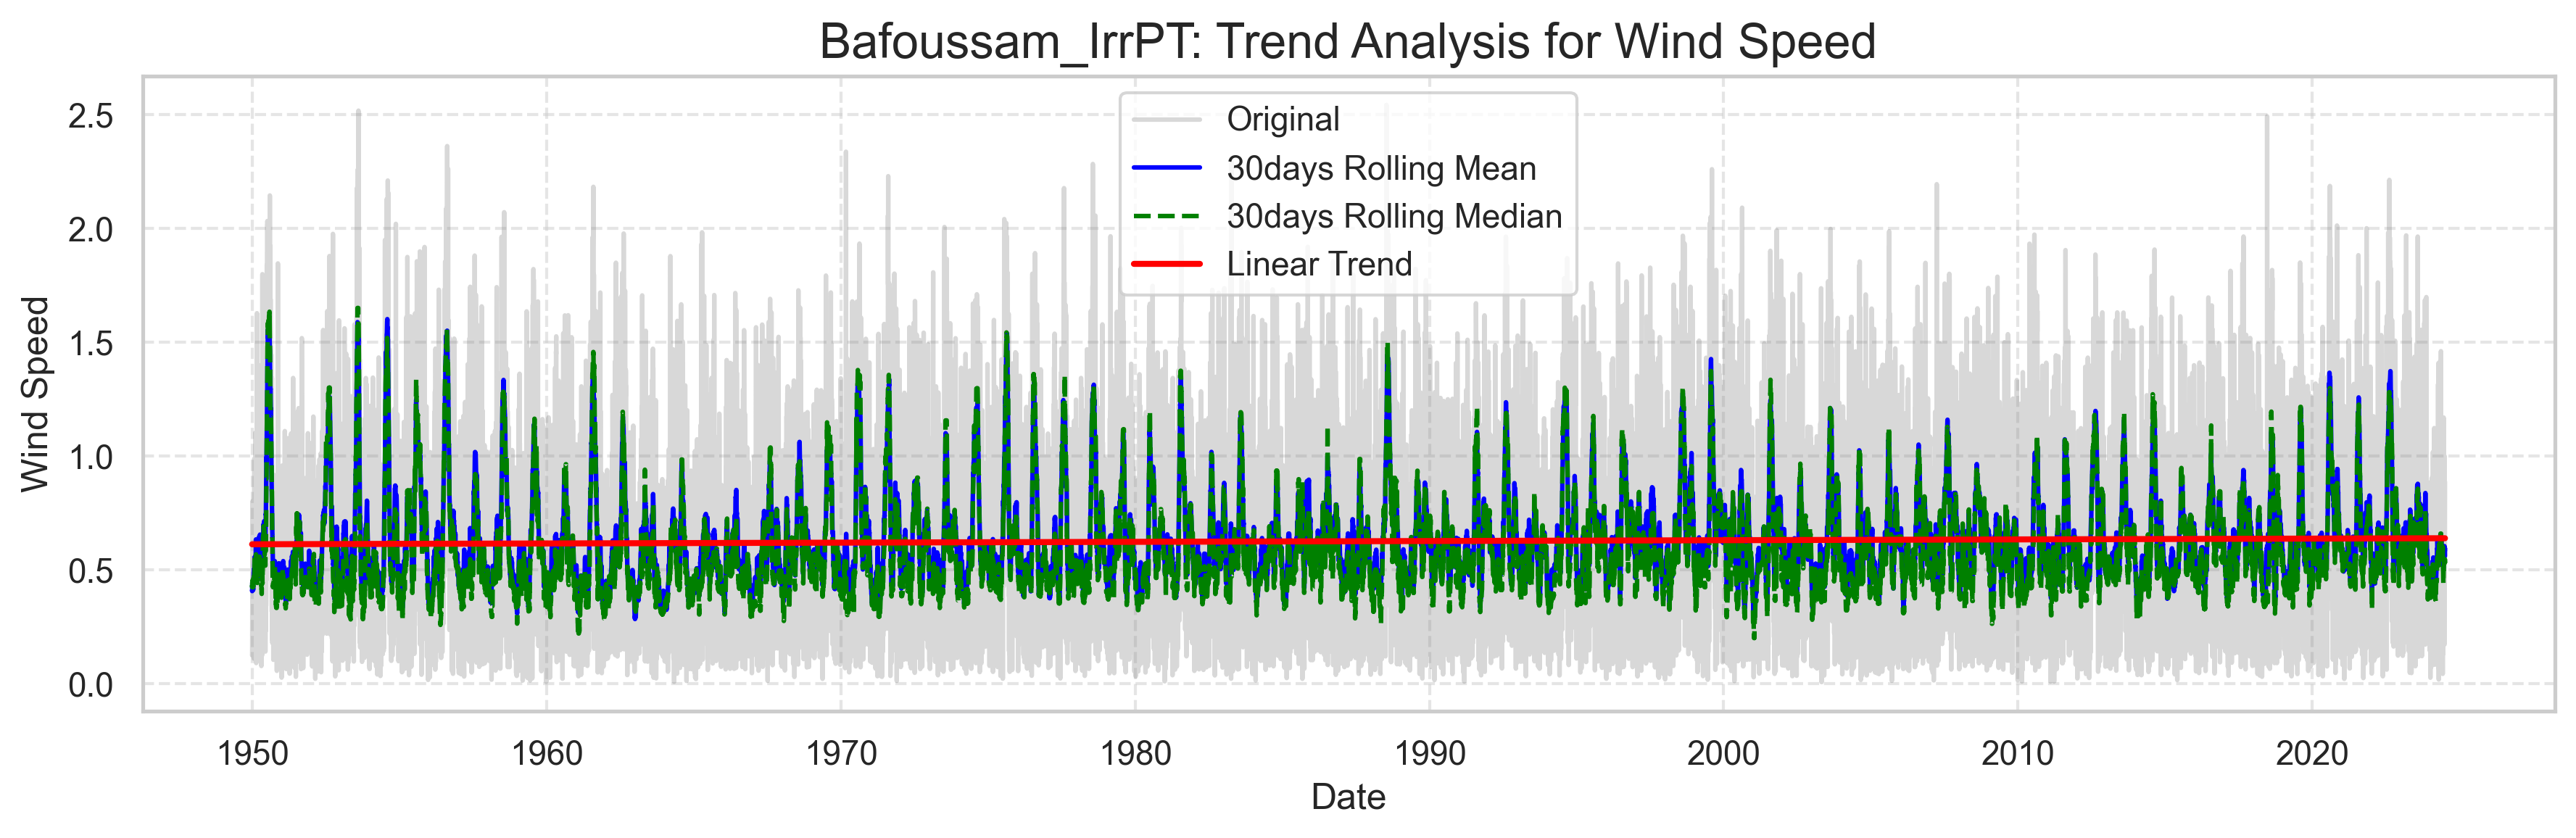 Bafoussam_IrrPT: Trend Analysis for Wind Speed
Original
30days Rolling Mean
30days Rolling Median
Linear Trend
Wind Speed
2.5
2.0
1.5
1.0
0.5
0.0
1950 1960 1970 1980 1990 2000 2010 2020
Date